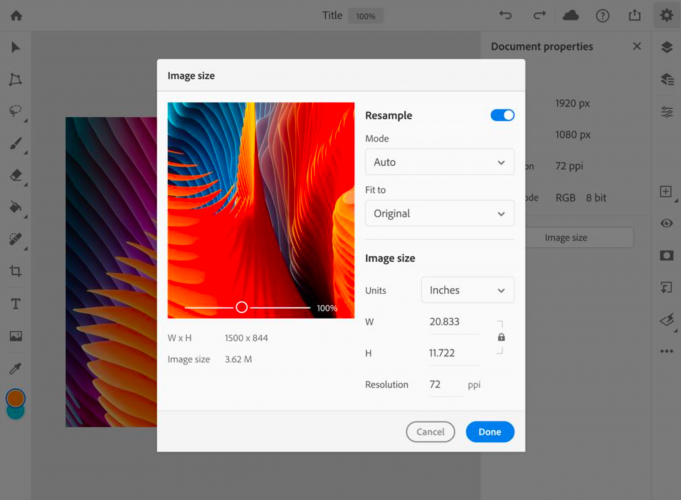 Title 100%
Document properties
Image size
1920 px
1080 px
on 72 ppi
ode RGB 8 bit
Image size
100%
W x H 1500 x 844
Image size 3.62 M
Resample
Mode
Auto
Fit to
Original
Image size
Units Inches
W 20.833
H 11.722
Resolution 72 ppi
Cancel Done